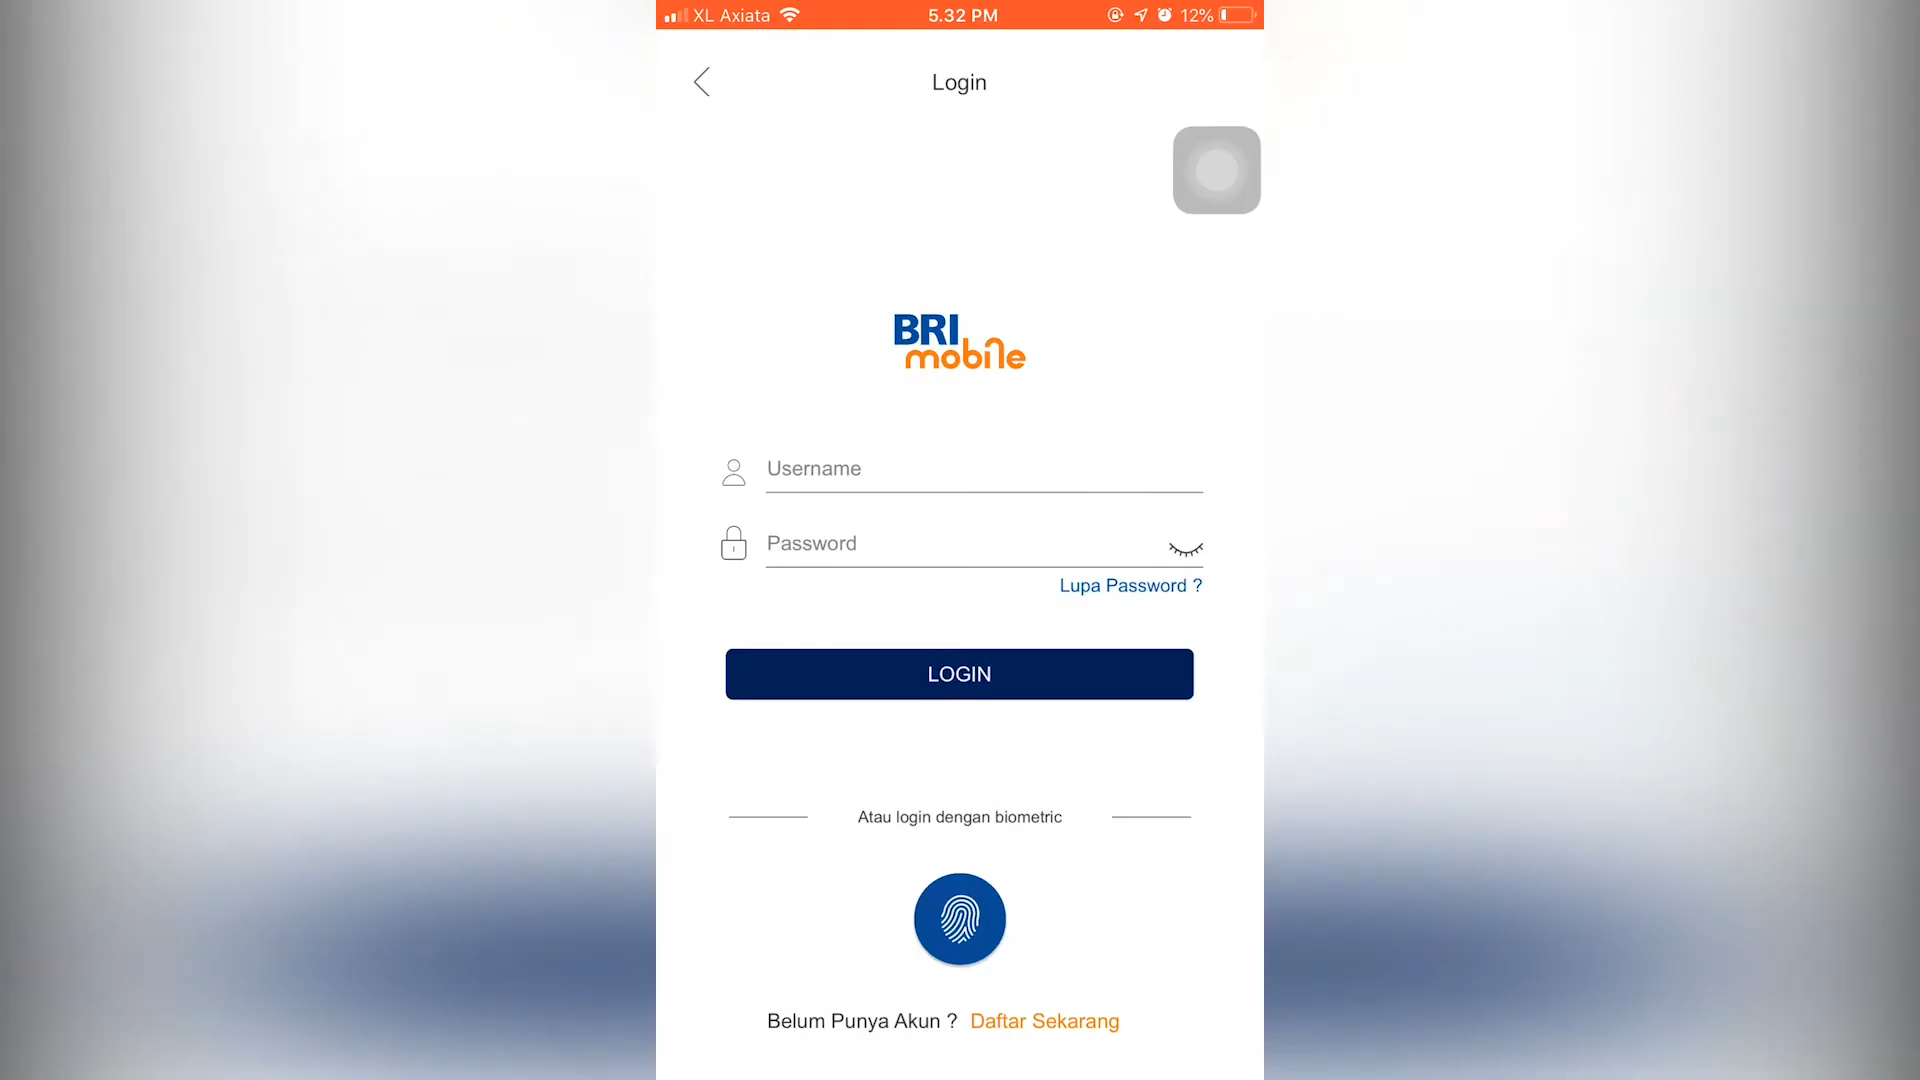 XL Axiata 5.32 PM 12%
Login
BRI
mobile
Username
Password
Lupa Password ?
LOGIN
Atau login dengan biometric
Belum Punya Akun ? Daftar Sekarang